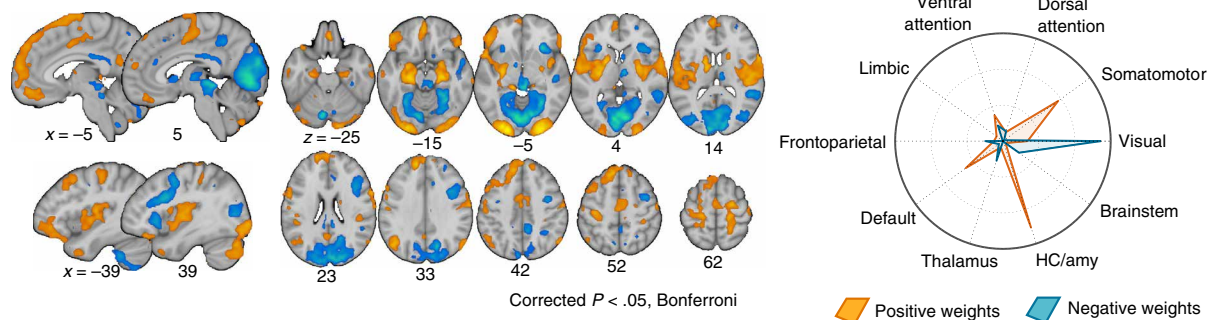 x = –5
5
z = –25
–15
–5
4
14
x = –39
39
23
33
42
52
62
Corrected P < .05, Bonferroni
Ventral
attention
Dorsal
attention
Limbic
Somatomotor
Frontoparietal
Visual
Default
Brainstem
Thalamus
HC/amy
Positive weights
Negative weights